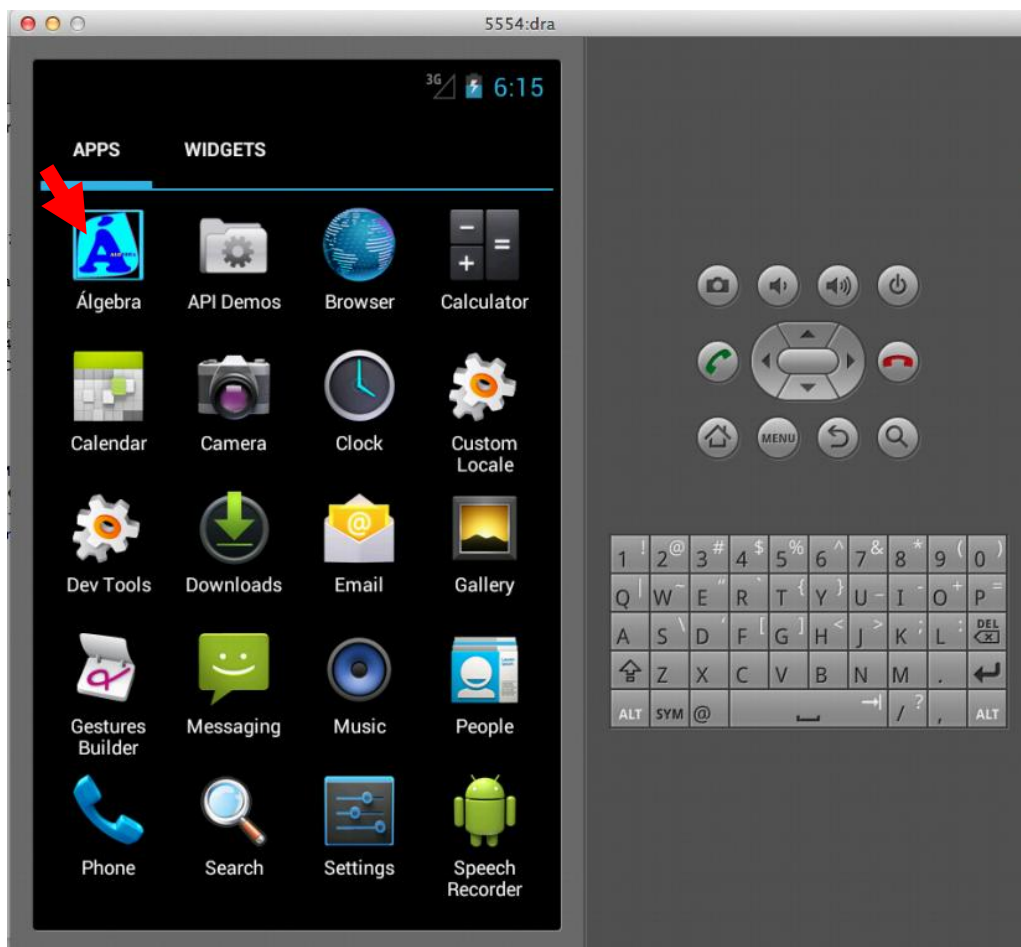 5554:dra
3G 6:15
APPS WIDGETS
Á
Álgebra API Demos Browser Calculator
Calendar Camera Clock Custom
Locale
Dev Tools Downloads Email Gallery
Gestures Messaging Music People
Builder
Phone Search Settings Speech
Recorder
MENU
1 ! 2 @ 3 # 4 $ 5 % 6 ^ 7 & 8 * 9 ( 0 )
Q | W ~ E " R ` T { Y } U - I - O + P =
A S \ D ' F [ G ] H < J > K ; L : DEL
Z X C V B N M .
ALT SYM @ / ? , ALT